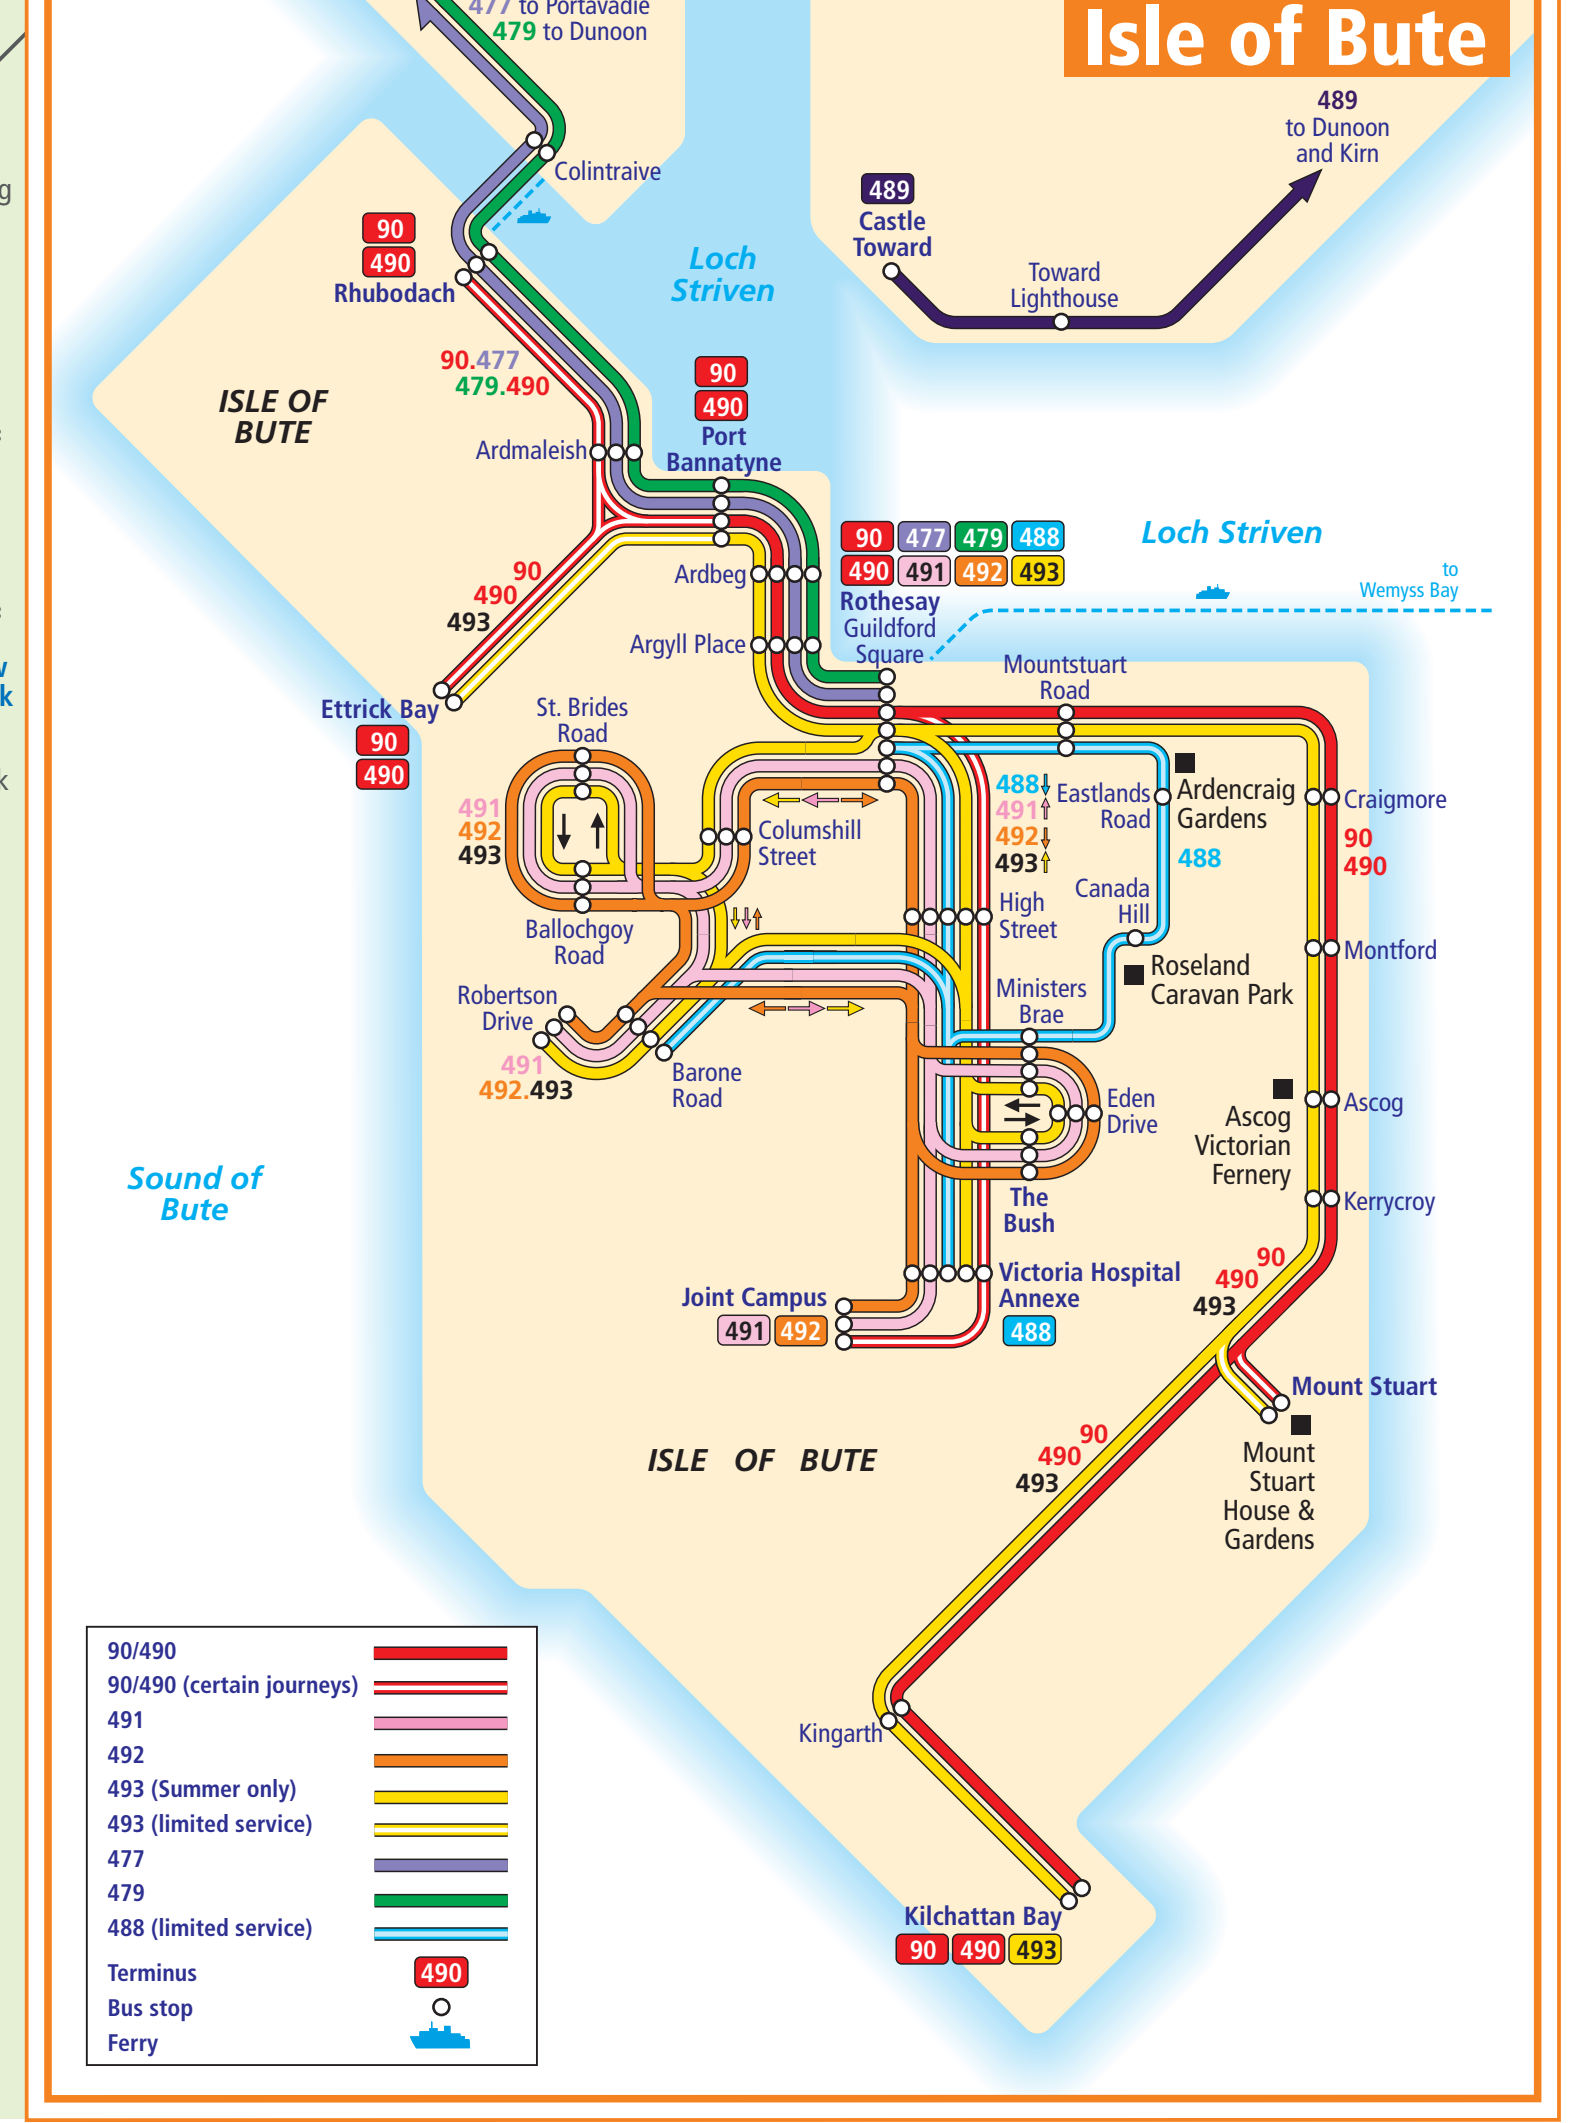 477 to Portavadie
479 to Dunoon
Isle of Bute
489
to Dunoon
and Kirn
Colintraive
489
Castle
Toward
Toward
Lighthouse
90
490
Rhubodach
Loch
Striven
90.477
479.490
ISLE OF
BUTE
90
490
Port
Bannatyne
Ardmaleish
90 477 479 488
490 491 492 493
Rothesay
Guildford
Square
Loch Striven
to
Wemyss Bay
Ardbeg
90
490
493
Argyll Place
Mountstuart
Road
Ettrick Bay
90
490
St. Brides
Road
491
492
493
Columshill
Street
488
491
492
493
Eastlands
Road
Ardencraig
Gardens
488
Craigmore
90
490
Canada
Hill
High
Street
Ballochgoy
Road
Montford
Roseland
Caravan Park
Robertson
Drive
Ministers
Brae
491
492.493
Barone
Road
Eden
Drive
Ascog
Ascog
Victorian
Fernery
Sound of
Bute
The
Bush
Kerrycroy
90
490
493
Joint Campus
491 492
Victoria Hospital
Annexe
488
Mount Stuart
Mount
Stuart
House &
Gardens
90
490
493
ISLE OF BUTE
Kingarth
Kilchattan Bay
90 490 493
90/490
90/490 (certain journeys)
491
492
493 (Summer only)
493 (limited service)
477
479
488 (limited service)
Terminus 490
Bus stop
Ferry